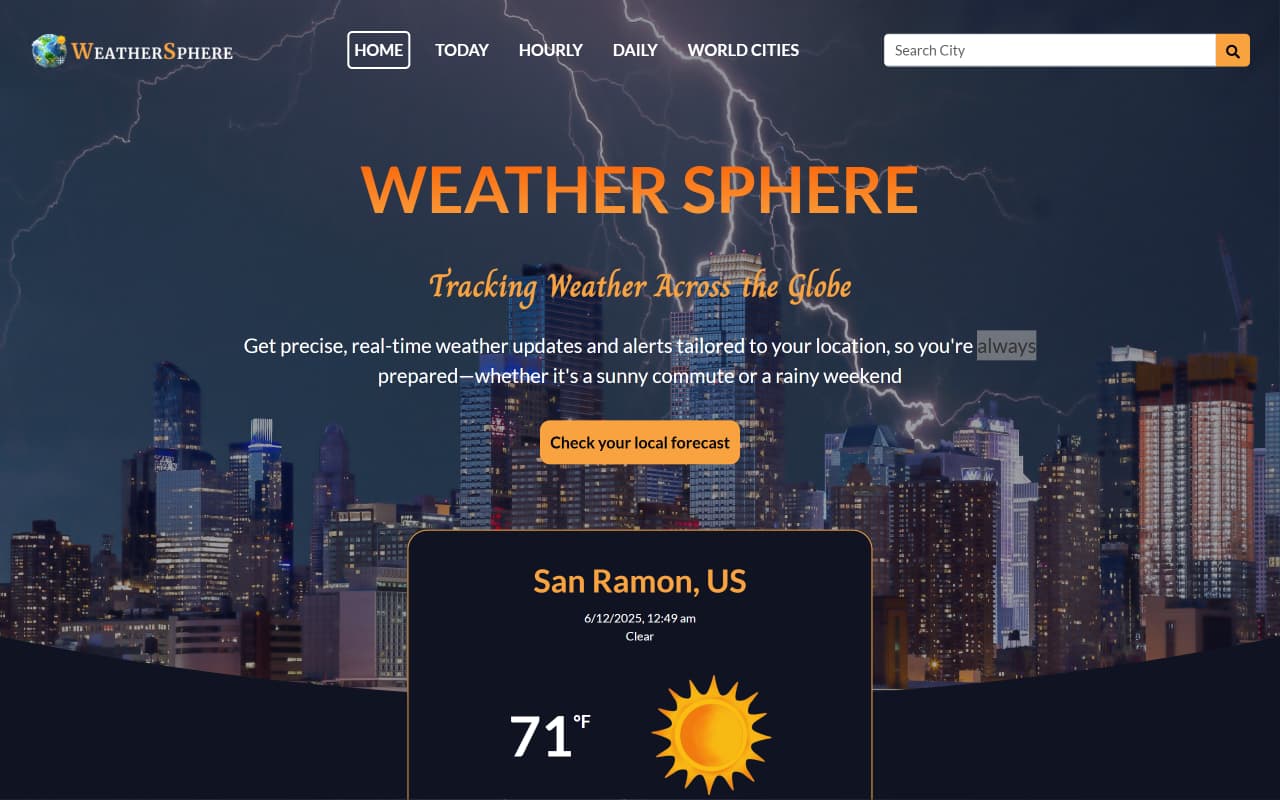 WEATHERSPHERE
HOME TODAY HOURLY DAILY WORLD CITIES
Search City
WEATHER SPHERE
Tracking Weather Across the Globe
Get precise, real-time weather updates and alerts tailored to your location, so you're always
prepared—whether it's a sunny commute or a rainy weekend
Check your local forecast
San Ramon, US
6/12/2025, 12:49 am
Clear
71°F